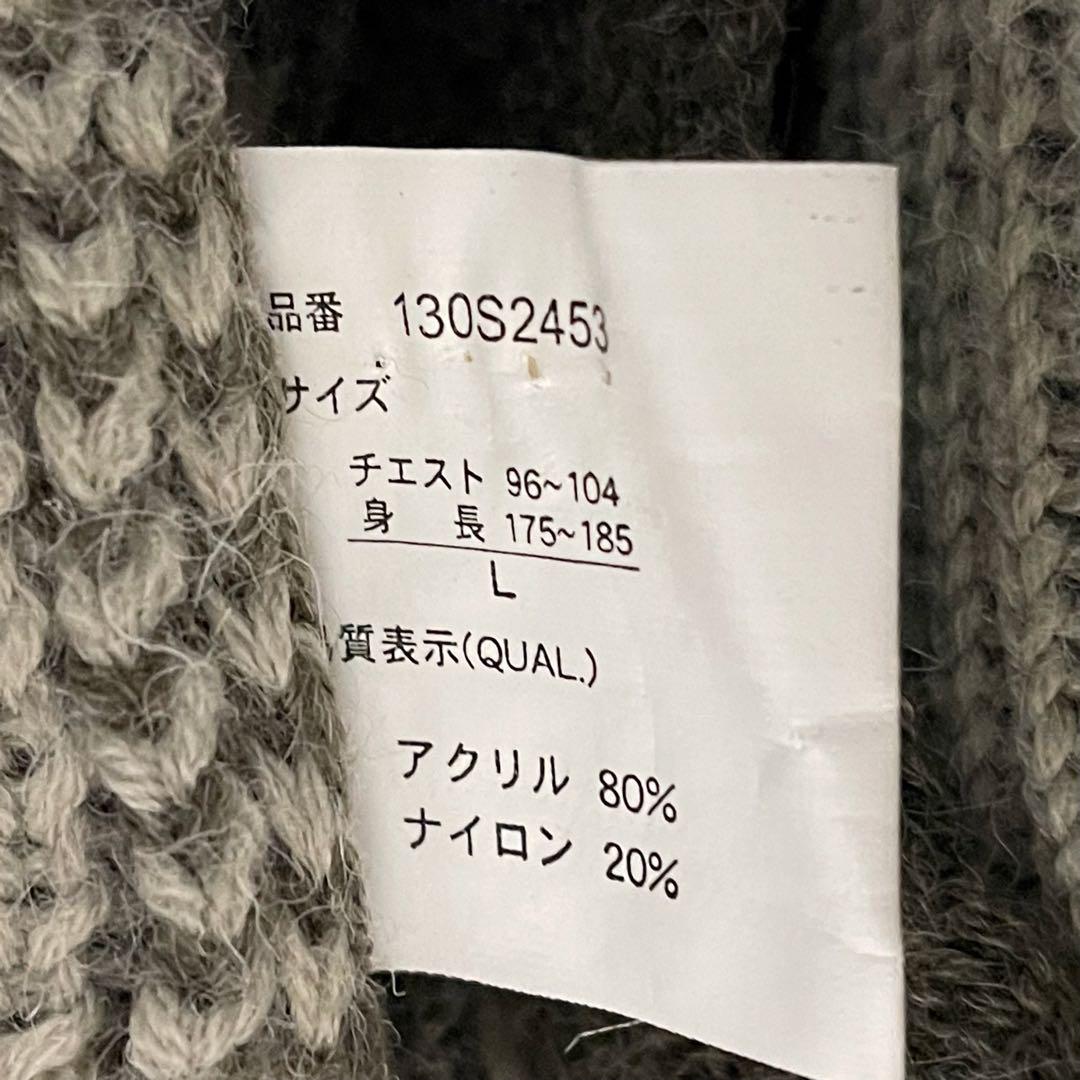 品番 130S2453
サイズ
チエスト 96~104
身 長 175~185
L
質表示(QUAL.)
アクリル 80%
ナイロン 20%